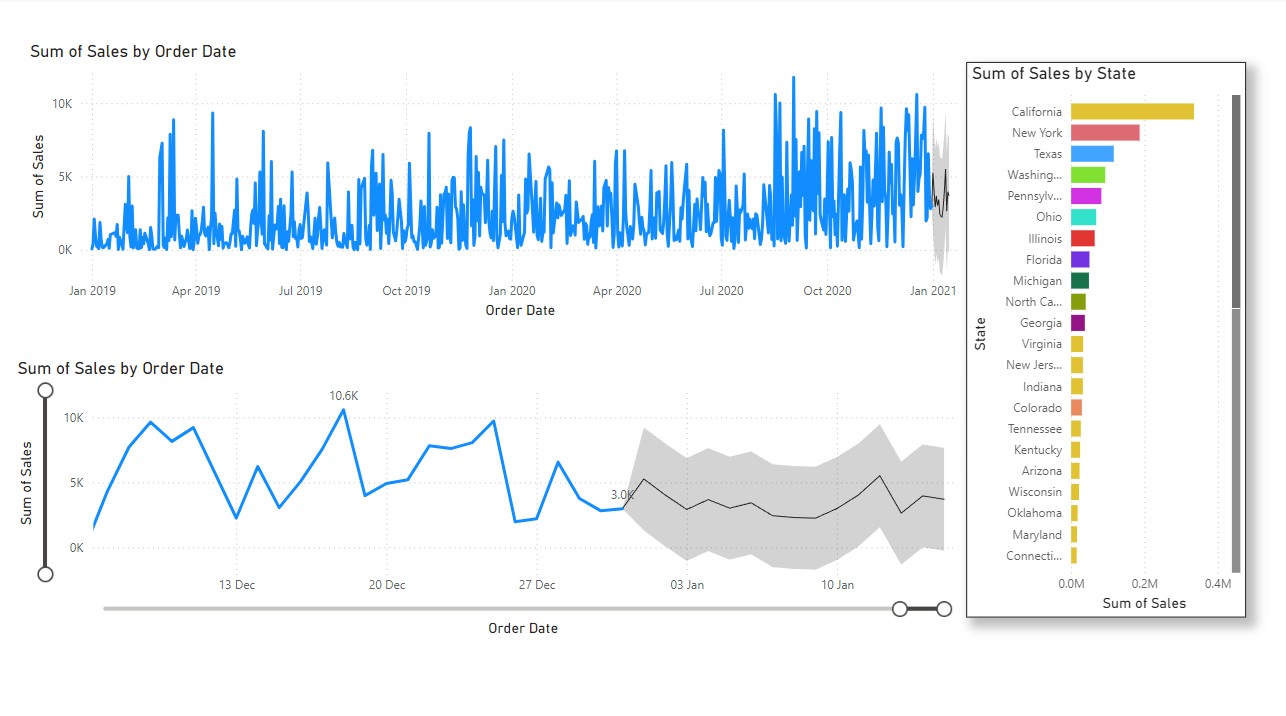 Sum of Sales by Order Date
Sum of Sales
10K
5K
0K
Jan 2019 Apr 2019 Jul 2019 Oct 2019 Jan 2020 Apr 2020 Jul 2020 Oct 2020 Jan 2021
Order Date
Sum of Sales by Order Date
Sum of Sales
10K
5K
0K
10.6K
3.0K
13 Dec 20 Dec 27 Dec 03 Jan 10 Jan
Order Date
Sum of Sales by State
State
California
New York
Texas
Washing...
Pennsylv...
Ohio
Illinois
Florida
Michigan
North Ca...
Georgia
Virginia
New Jers...
Indiana
Colorado
Tennessee
Kentucky
Arizona
Wisconsin
Oklahoma
Maryland
Connecti...
0.0M 0.2M 0.4M
Sum of Sales